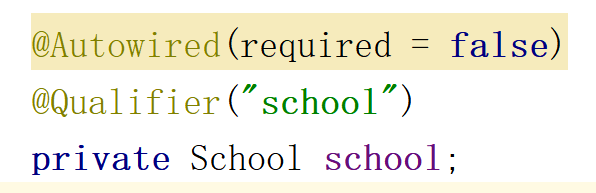 @Autowired(required = false)
@Qualifier("school")
private School school;